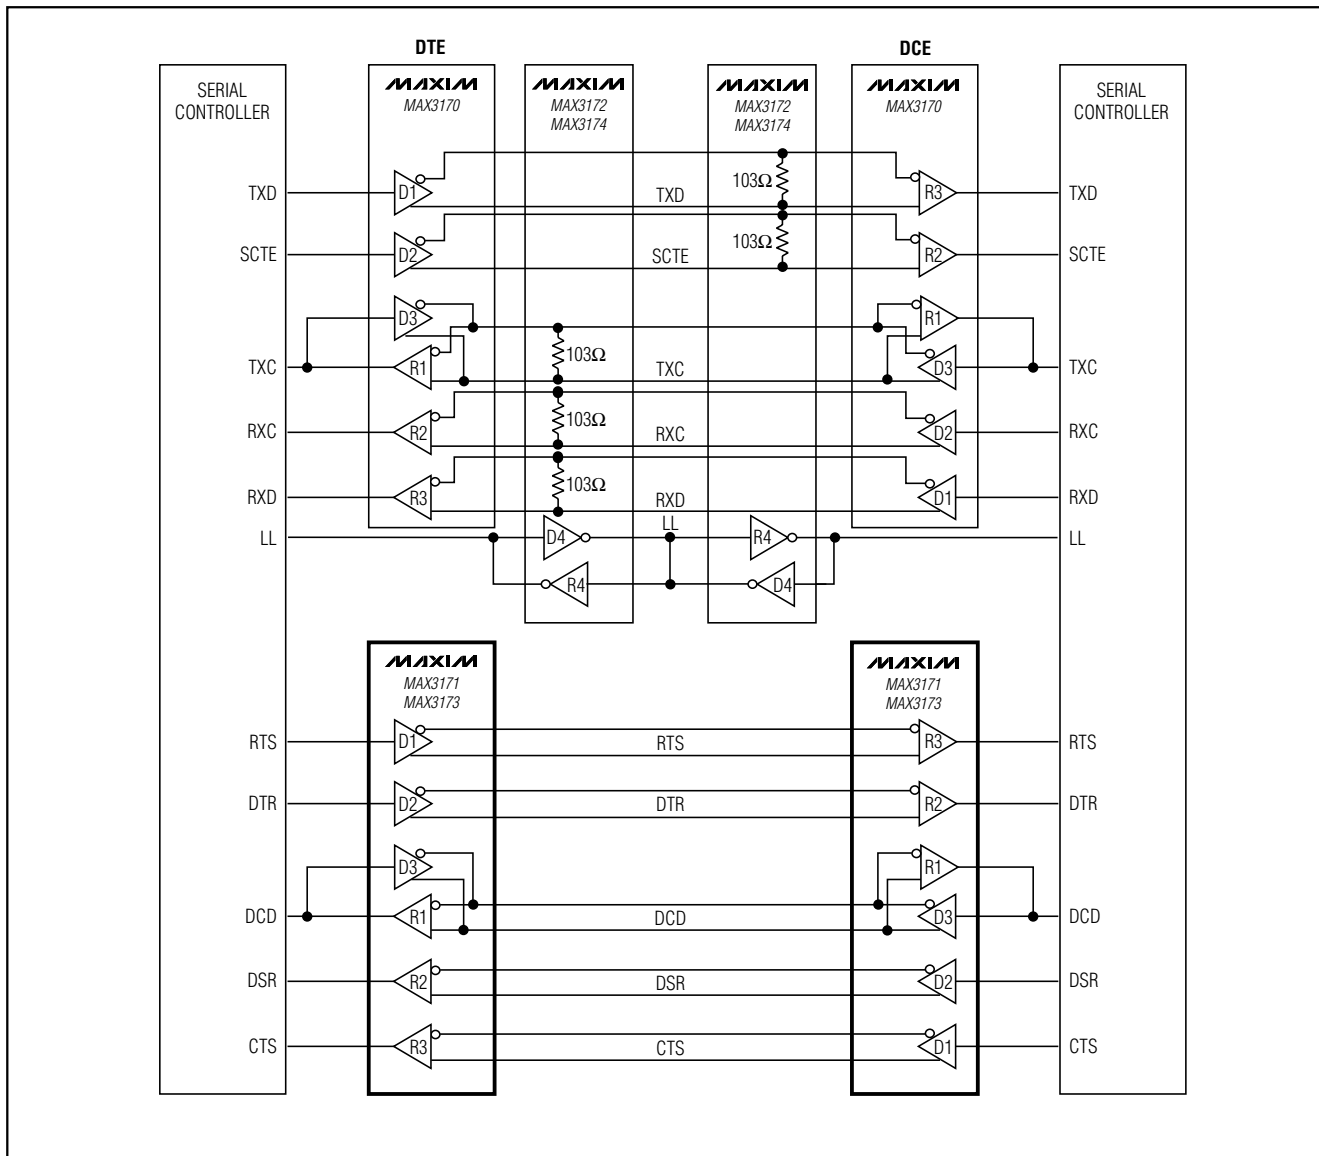 DTE
DCE
SERIAL
CONTROLLER
MAXIM
MAX3170
MAXIM
MAX3172
MAX3174
MAXIM
MAX3172
MAX3174
MAXIM
MAX3170
SERIAL
CONTROLLER
TXD
D1
TXD
103Ω
R3
TXD
SCTE
D2
SCTE
103Ω
R2
SCTE
D3
R1
TXC
R1
103Ω
TXC
D3
TXC
RXC
R2
103Ω
RXC
D2
RXC
RXD
R3
103Ω
RXD
D1
RXD
LL
D4
LL
R4
LL
R4
D4
MAXIM
MAX3171
MAX3173
MAXIM
MAX3171
MAX3173
RTS
D1
RTS
R3
RTS
DTR
D2
DTR
R2
DTR
D3
R1
DCD
R1
DCD
D3
DCD
DSR
R2
DSR
D2
DSR
CTS
R3
CTS
D1
CTS